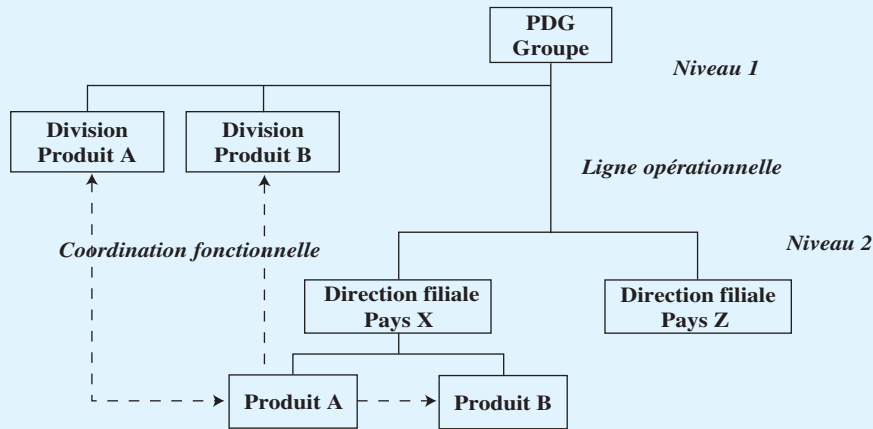 PDG
Groupe
Niveau 1
Division
Produit A
Division
Produit B
Ligne opérationnelle
Coordination fonctionnelle
Niveau 2
Direction filiale
Pays X
Direction filiale
Pays Z
Produit A
Produit B